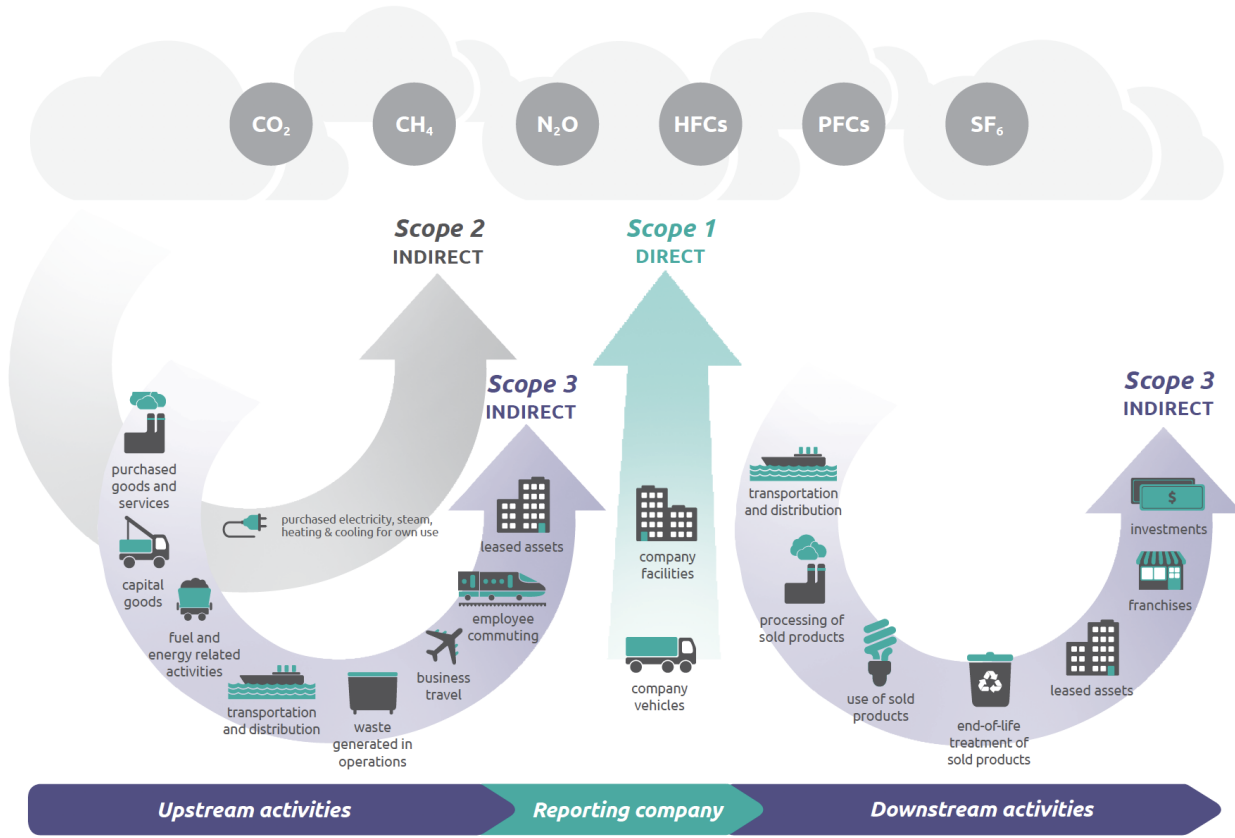 CO₂
CH₄
N₂O
HFCs
PFCs
SF₆
Scope 2
INDIRECT
Scope 1
DIRECT
Scope 3
INDIRECT
Scope 3
INDIRECT
purchased
goods and
services
capital
goods
fuel and
energy related
activities
transportation
and distribution
waste
generated in
operations
business
travel
employee
commuting
leased assets
purchased electricity, steam,
heating & cooling for own use
company
facilities
company
vehicles
transportation
and distribution
processing of
sold products
use of sold
products
end-of-life
treatment of
sold products
leased assets
franchises
$
investments
Upstream activities
Reporting company
Downstream activities